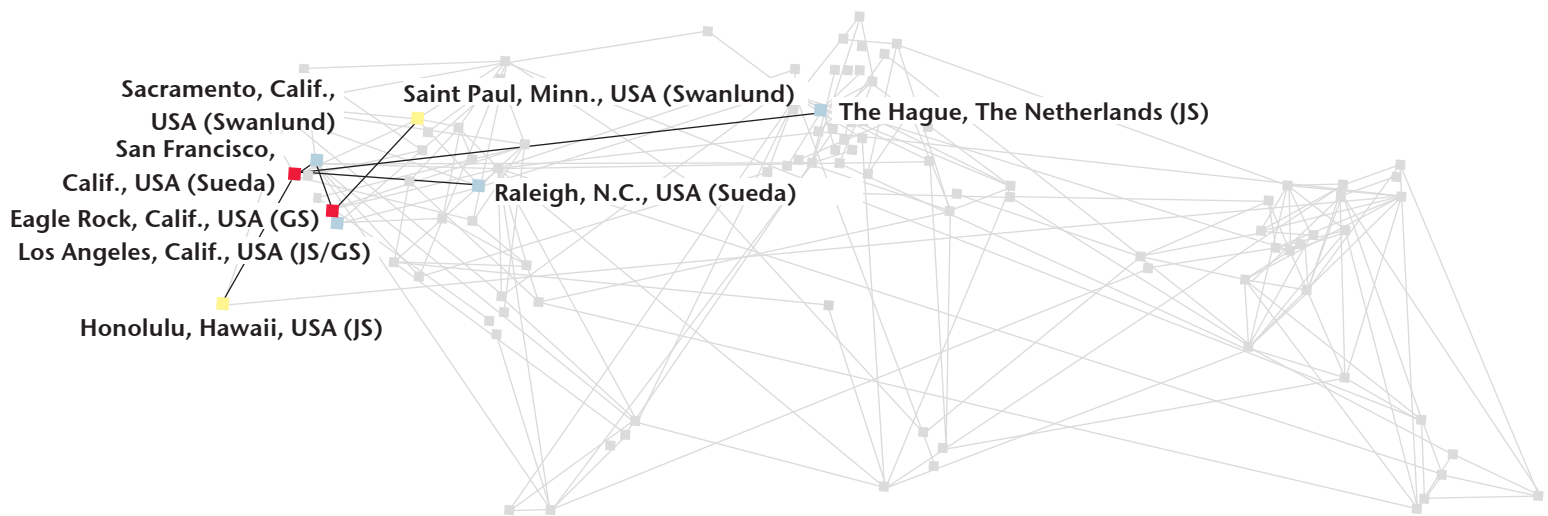 Sacramento, Calif.,
USA (Swanlund)
Saint Paul, Minn., USA (Swanlund)
The Hague, The Netherlands (JS)
San Francisco,
Calif., USA (Sueda)
Raleigh, N.C., USA (Sueda)
Eagle Rock, Calif., USA (GS)
Los Angeles, Calif., USA (JS/GS)
Honolulu, Hawaii, USA (JS)